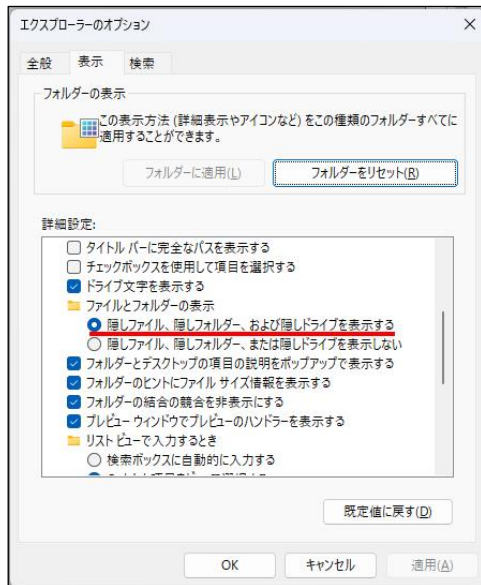 エクスプローラーのオプション
全般 表示 検索
フォルダーの表示
この表示方法 (詳細表示やアイコンなど) をこの種類のフォルダーすべてに
適用することができます。
フォルダーに適用(L) フォルダーをリセット(R)
詳細設定:
タイトル バーに完全なパスを表示する
チェックボックスを使用して項目を選択する
ドライブ文字を表示する
ファイルとフォルダーの表示
隠しファイル、隠しフォルダー、および隠しドライブを表示する
隠しファイル、隠しフォルダー、または隠しドライブを表示しない
フォルダーとデスクトップの項目の説明をポップアップで表示する
フォルダーのヒントにファイル サイズ情報を表示する
フォルダーの結合の競合を非表示にする
プレビュー ウィンドウでプレビューのハンドラーを表示する
リスト ビューで入力するとき
検索ボックスに自動的に入力する
既定値に戻す(D)
OK キャンセル 適用(A)